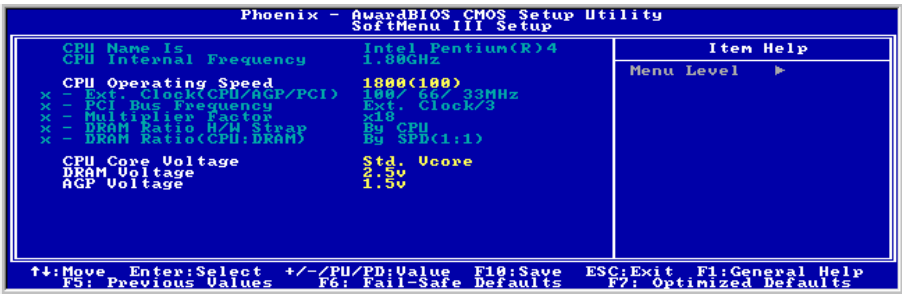 Phoenix - AwardBIOS CMOS Setup Utility
SoftMenu III Setup
CPU Name Is Intel Pentium(R)4
CPU Internal Frequency 1.80GHz
Item Help
Menu Level ►
CPU Operating Speed 1800(100)
x - Ext. Clock(CPU/AGP/PCI) 100/ 66/ 33MHz
x - PCI Bus Frequency Ext. Clock/3
x - Multiplier Factor x18
x - DRAM Ratio H/W Strap By CPU
x - DRAM Ratio(CPU:DRAM) By SPD(1:1)
CPU Core Voltage Std. Vcore
DRAM Voltage 2.5v
AGP Voltage 1.5v
↑↓:Move Enter:Select +/-/PU/PD:Value F10:Save ESC:Exit F1:General Help
F5: Previous Values F6: Fail-Safe Defaults F7: Optimized Defaults